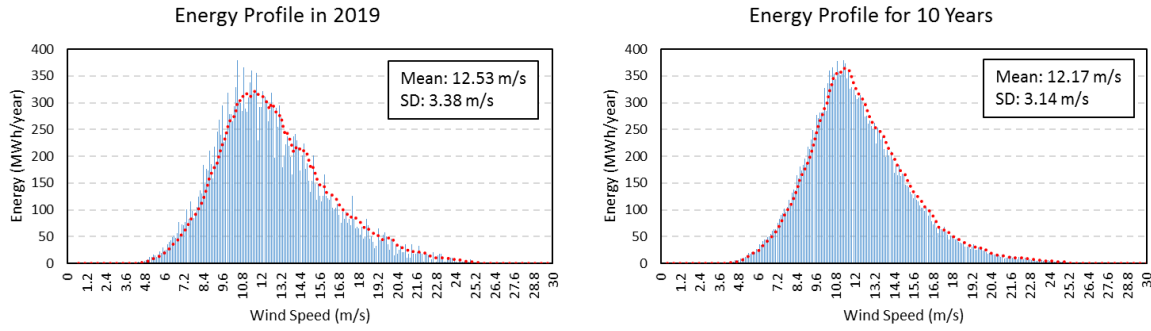 Energy Profile in 2019
400
350
300
250
200
150
100
50
0
Energy (MWh/year)
Mean: 12.53 m/s
SD: 3.38 m/s
0 1.2 2.4 3.6 4.8 6 7.2 8.4 9.6 10.8 12 13.2 14.4 15.6 16.8 18 19.2 20.4 21.6 22.8 24 25.2 26.4 27.6 28.8 30
Wind Speed (m/s)
Energy Profile for 10 Years
400
350
300
250
200
150
100
50
0
Energy (MWh/year)
Mean: 12.17 m/s
SD: 3.14 m/s
0 1.2 2.4 3.6 4.8 6 7.2 8.4 9.6 10.8 12 13.2 14.4 15.6 16.8 18 19.2 20.4 21.6 22.8 24 25.2 26.4 27.6 28.8 30
Wind Speed (m/s)